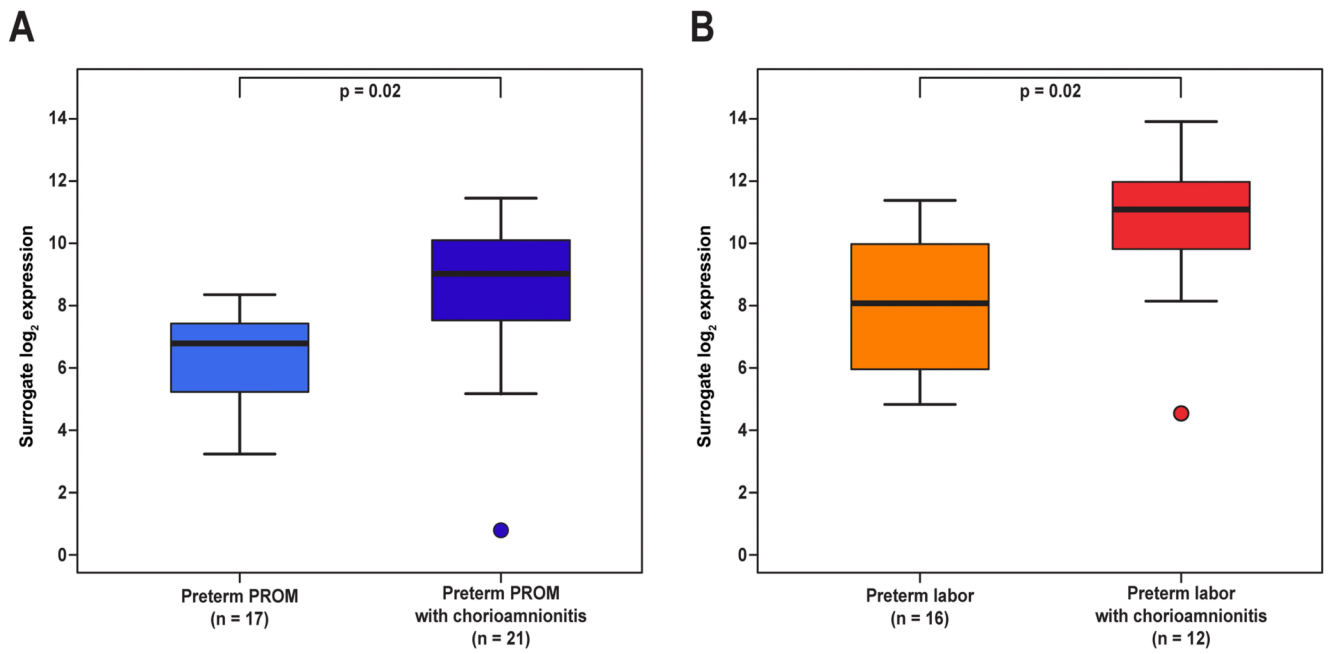 A
p = 0.02
14
12
10
8
6
4
2
0
Surrogate log₂ expression
Preterm PROM
(n = 17)
Preterm PROM
with chorioamnionitis
(n = 21)
B
p = 0.02
14
12
10
8
6
4
2
0
Surrogate log₂ expression
Preterm labor
(n = 16)
Preterm labor
with chorioamnionitis
(n = 12)